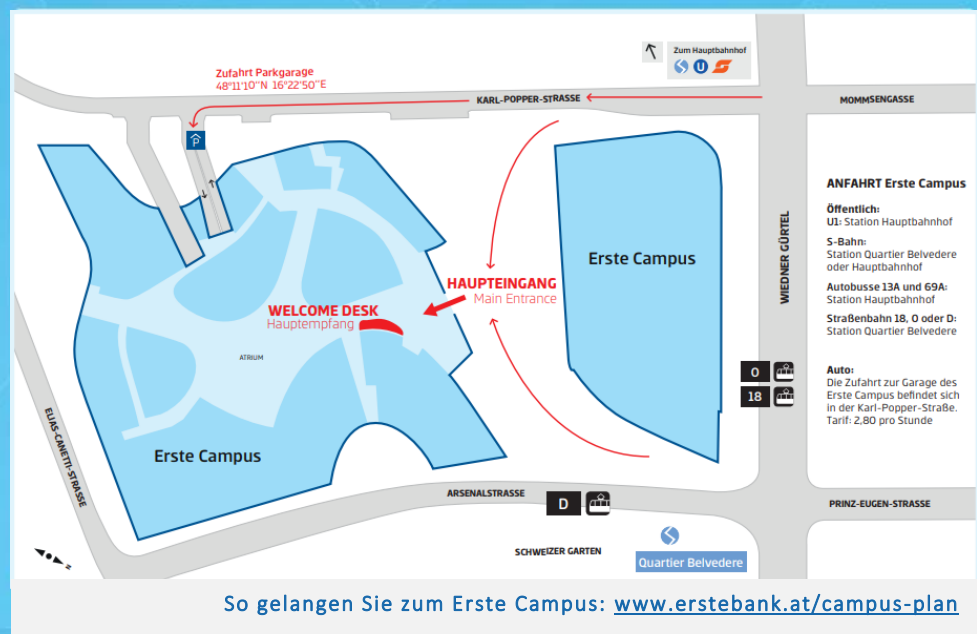 Zum Hauptbahnhof
U
Zufahrt Parkgarage
48°11'10''N 16°22'50''E
KARL-POPPER-STRASSE
MOMMSENGASSE
P
ANFAHRT Erste Campus
Öffentlich:
U1: Station Hauptbahnhof
S-Bahn:
Station Quartier Belvedere
oder Hauptbahnhof
Autobusse 13A und 69A:
Station Hauptbahnhof
Straßenbahn 18, O oder D:
Station Quartier Belvedere
Auto:
Die Zufahrt zur Garage des
Erste Campus befindet sich
in der Karl-Popper-Straße.
Tarif: 2,80 pro Stunde
WIEDNER GÜRTEL
Erste Campus
HAUPTEINGANG
Main Entrance
WELCOME DESK
Hauptempfang
ATRIUM
O
18
ELIAS-CANETTI-STRASSE
Erste Campus
ARSENALSTRASSE
D
PRINZ-EUGEN-STRASSE
SCHWEIZER GARTEN
Quartier Belvedere
N
So gelangen Sie zum Erste Campus: www.erstebank.at/campus-plan